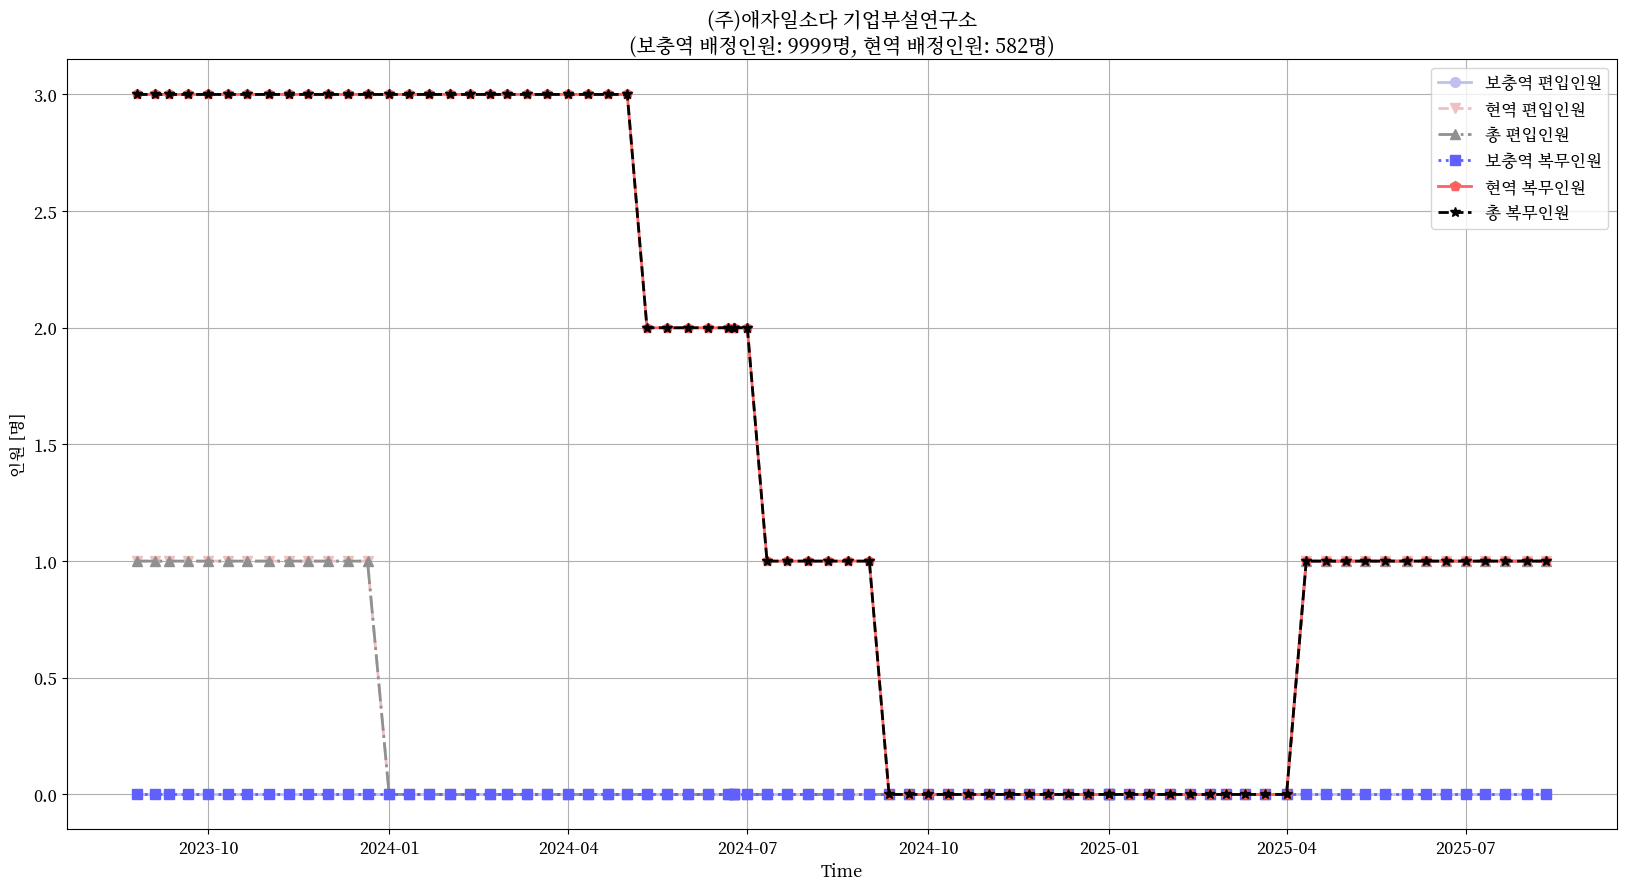 (주)애자일소다 기업부설연구소
(보충역 배정인원: 9999명, 현역 배정인원: 582명)
보충역 편입인원
현역 편입인원
총 편입인원
보충역 복무인원
현역 복무인원
총 복무인원
인원 [명]
3.0
2.5
2.0
1.5
1.0
0.5
0.0
2023-10
2024-01
2024-04
2024-07
2024-10
2025-01
2025-04
2025-07
Time